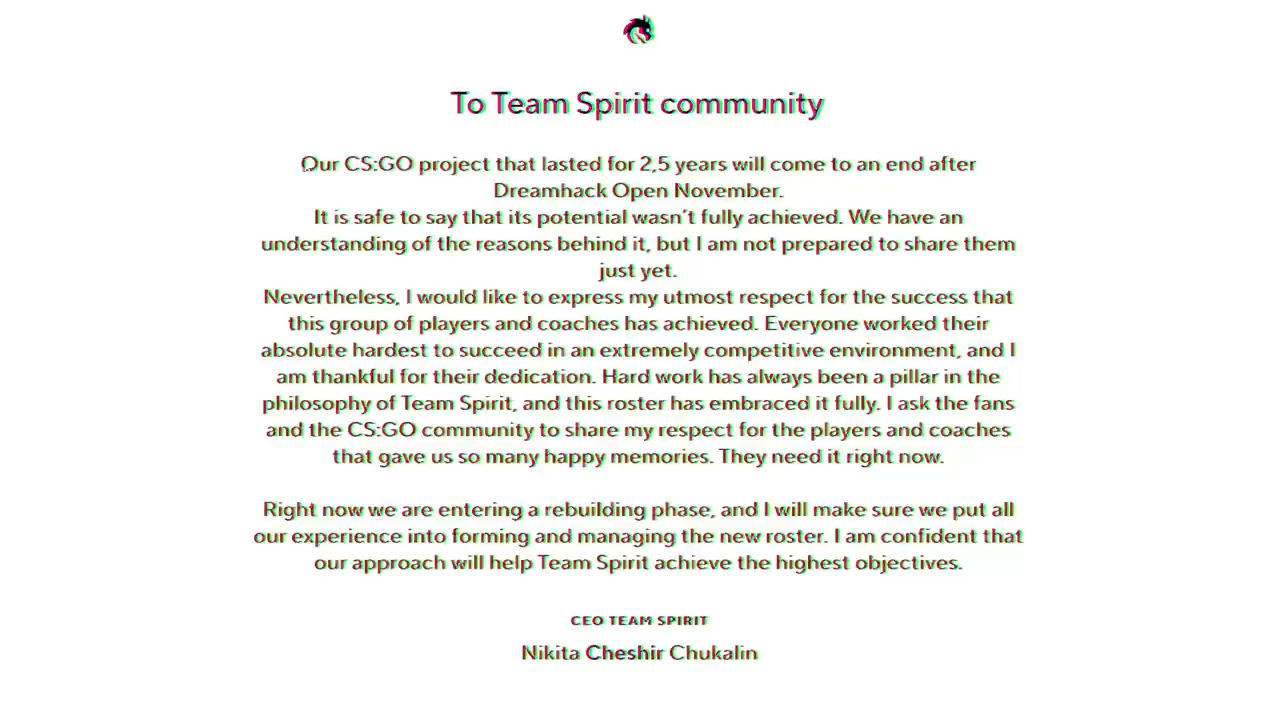 To Team Spirit community
Our CS:GO project that lasted for 2,5 years will come to an end after
Dreamhack Open November.
It is safe to say that its potential wasn't fully achieved. We have an
understanding of the reasons behind it, but I am not prepared to share them
just yet.
Nevertheless, I would like to express my utmost respect for the success that
this group of players and coaches has achieved. Everyone worked their
absolute hardest to succeed in an extremely competitive environment, and I
am thankful for their dedication. Hard work has always been a pillar in the
philosophy of Team Spirit, and this roster has embraced it fully. I ask the fans
and the CS:GO community to share my respect for the players and coaches
that gave us so many happy memories. They need it right now.
Right now we are entering a rebuilding phase, and I will make sure we put all
our experience into forming and managing the new roster. I am confident that
our approach will help Team Spirit achieve the highest objectives.
CEO TEAM SPIRIT
Nikita Cheshir Chukalin